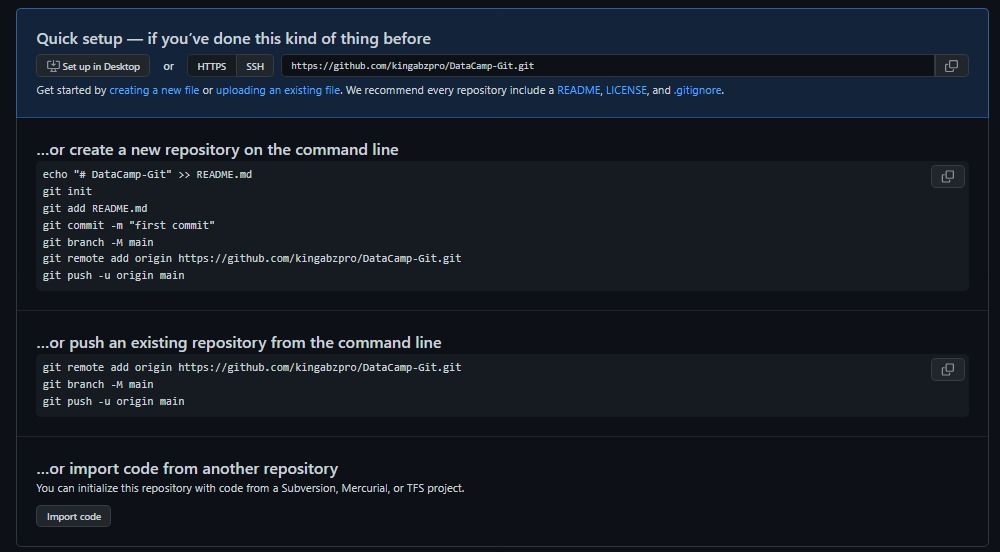 Quick setup — if you’ve done this kind of thing before
Set up in Desktop or HTTPS SSH https://github.com/kingabzpro/DataCamp-Git.git
Get started by creating a new file or uploading an existing file. We recommend every repository include a README, LICENSE, and .gitignore.
…or create a new repository on the command line
echo "# DataCamp-Git" >> README.md
git init
git add README.md
git commit -m "first commit"
git branch -M main
git remote add origin https://github.com/kingabzpro/DataCamp-Git.git
git push -u origin main
…or push an existing repository from the command line
git remote add origin https://github.com/kingabzpro/DataCamp-Git.git
git branch -M main
git push -u origin main
…or import code from another repository
You can initialize this repository with code from a Subversion, Mercurial, or TFS project.
Import code